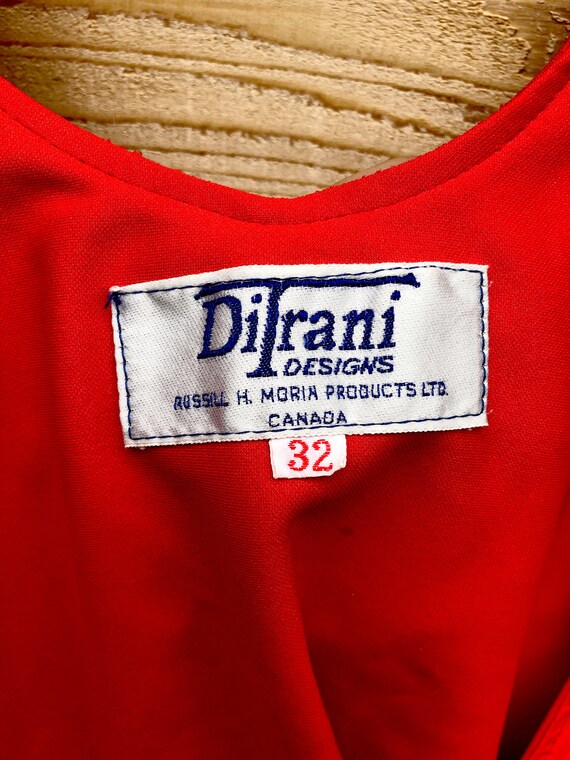 DiTrani
DESIGNS
RUSSILL H. MORIN PRODUCTS LTD.
CANADA
32